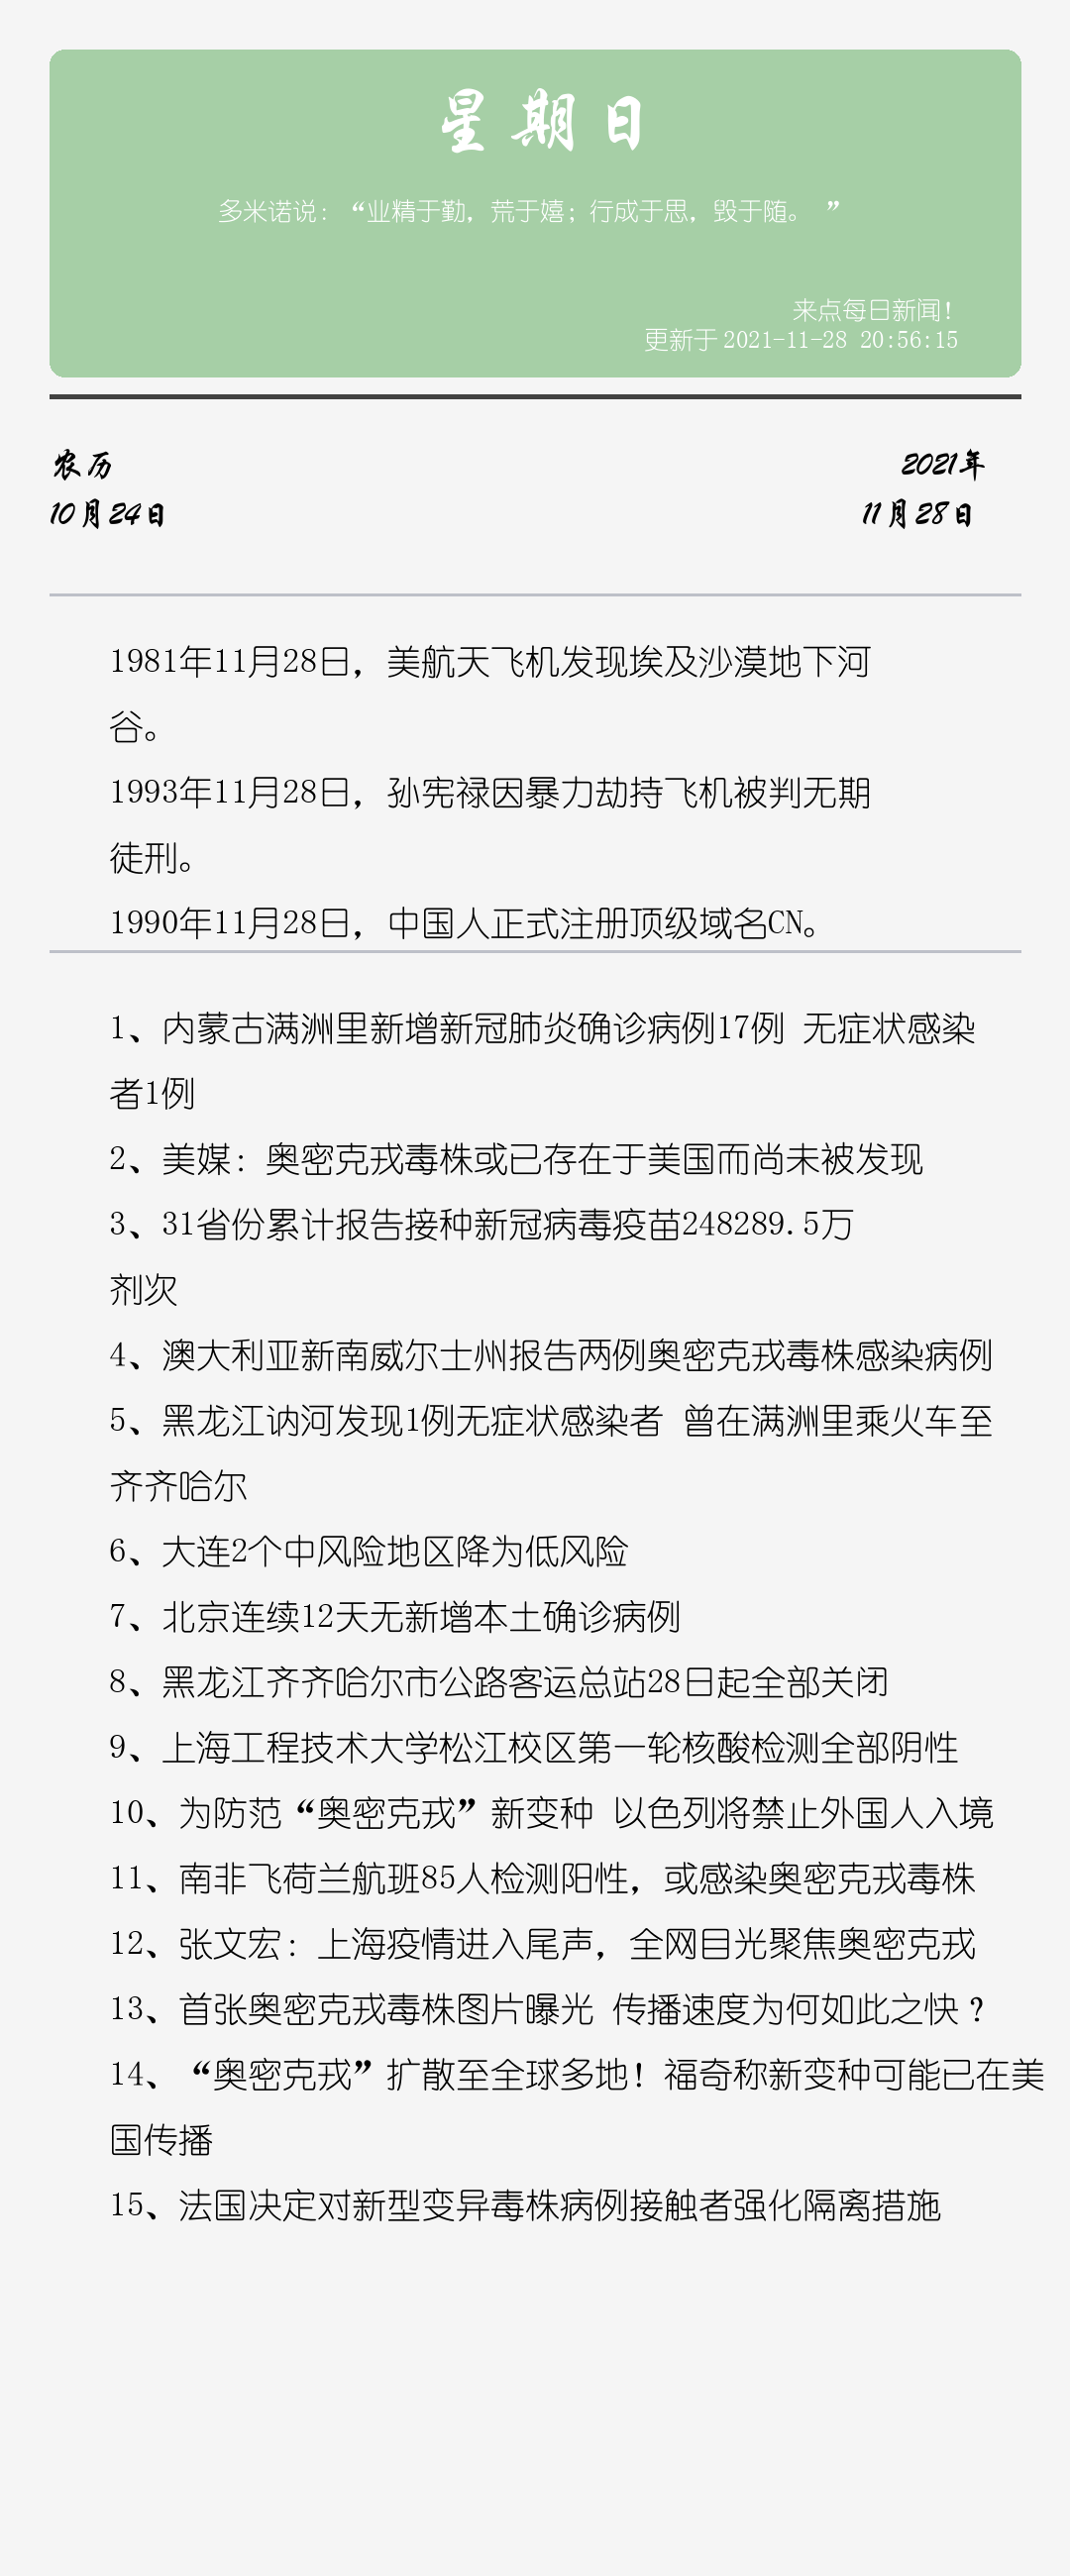 星期日
多米诺说：“业精于勤，荒于嬉；行成于思，毁于随。 ”
来点每日新闻！
更新于2021-11-28 20:56:15
农历
2021年
10月24日
11月28日
1981年11月28日，美航天飞机发现埃及沙漠地下河
谷。
1993年11月28日，孙宪禄因暴力劫持飞机被判无期
徒刑。
1990年11月28日，中国人正式注册顶级域名CN。
1、内蒙古满洲里新增新冠肺炎确诊病例17例 无症状感染
者1例
2、美媒：奥密克戎毒株或已存在于美国而尚未被发现
3、31省份累计报告接种新冠病毒疫苗248289.5万
剂次
4、澳大利亚新南威尔士州报告两例奥密克戎毒株感染病例
5、黑龙江讷河发现1例无症状感染者 曾在满洲里乘火车至
齐齐哈尔
6、大连2个中风险地区降为低风险
7、北京连续12天无新增本土确诊病例
8、黑龙江齐齐哈尔市公路客运总站28日起全部关闭
9、上海工程技术大学松江校区第一轮核酸检测全部阴性
10、为防范“奥密克戎”新变种 以色列将禁止外国人入境
11、南非飞荷兰航班85人检测阳性，或感染奥密克戎毒株
12、张文宏：上海疫情进入尾声，全网目光聚焦奥密克戎
13、首张奥密克戎毒株图片曝光 传播速度为何如此之快？
14、“奥密克戎”扩散至全球多地！福奇称新变种可能已在美
国传播
15、法国决定对新型变异毒株病例接触者强化隔离措施